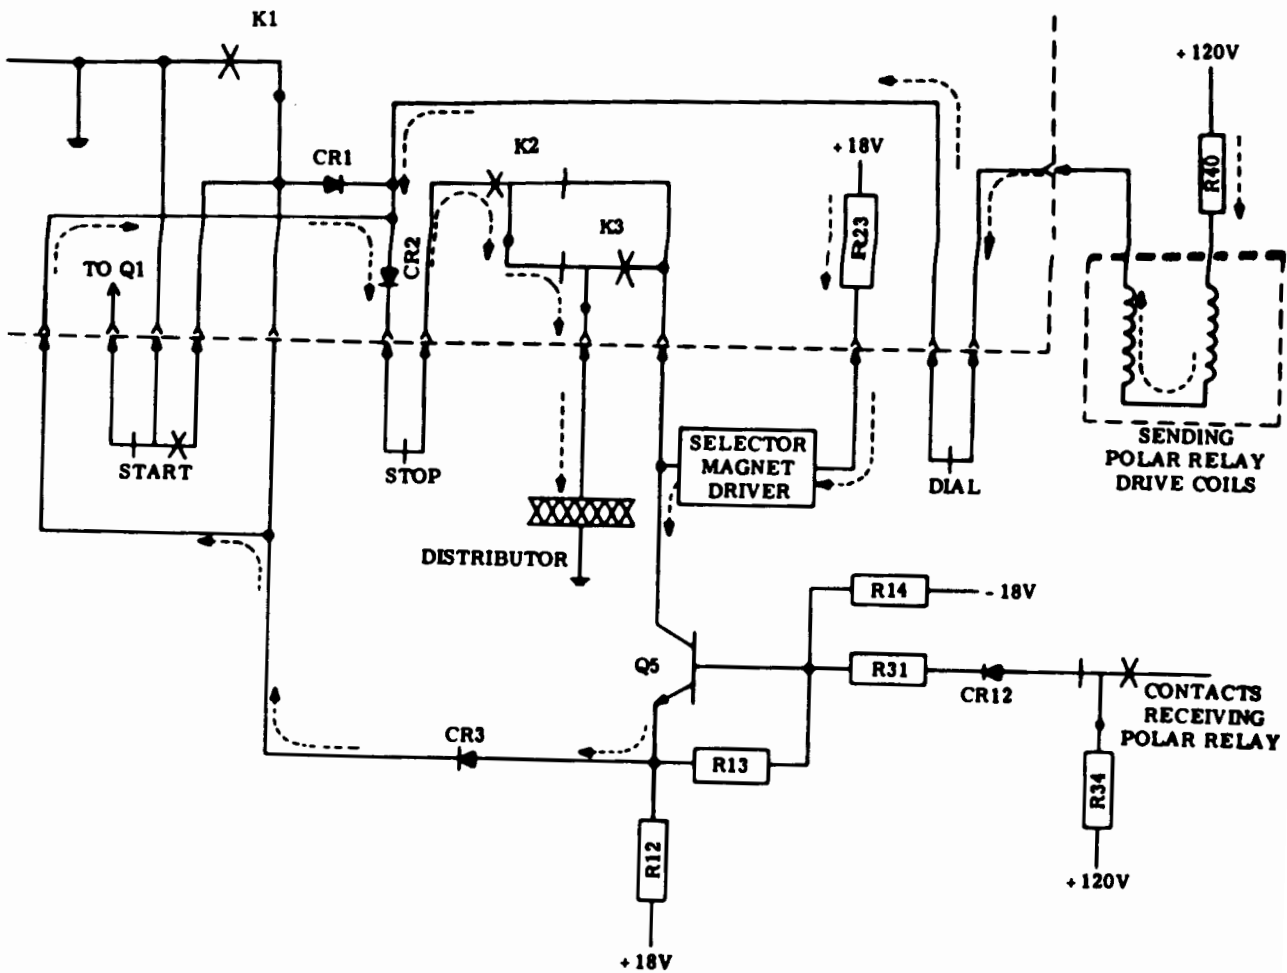 K1
+120V
K2
+18V
CR1
R40
K3
R23
CR2
TO Q1
START
STOP
SELECTOR
MAGNET
DRIVER
DIAL
SENDING
POLAR RELAY
DRIVE COILS
DISTRIBUTOR
R14
-18V
Q5
R31
CR12
CONTACTS
RECEIVING
POLAR RELAY
CR3
R13
R34
R12
+120V
+18V